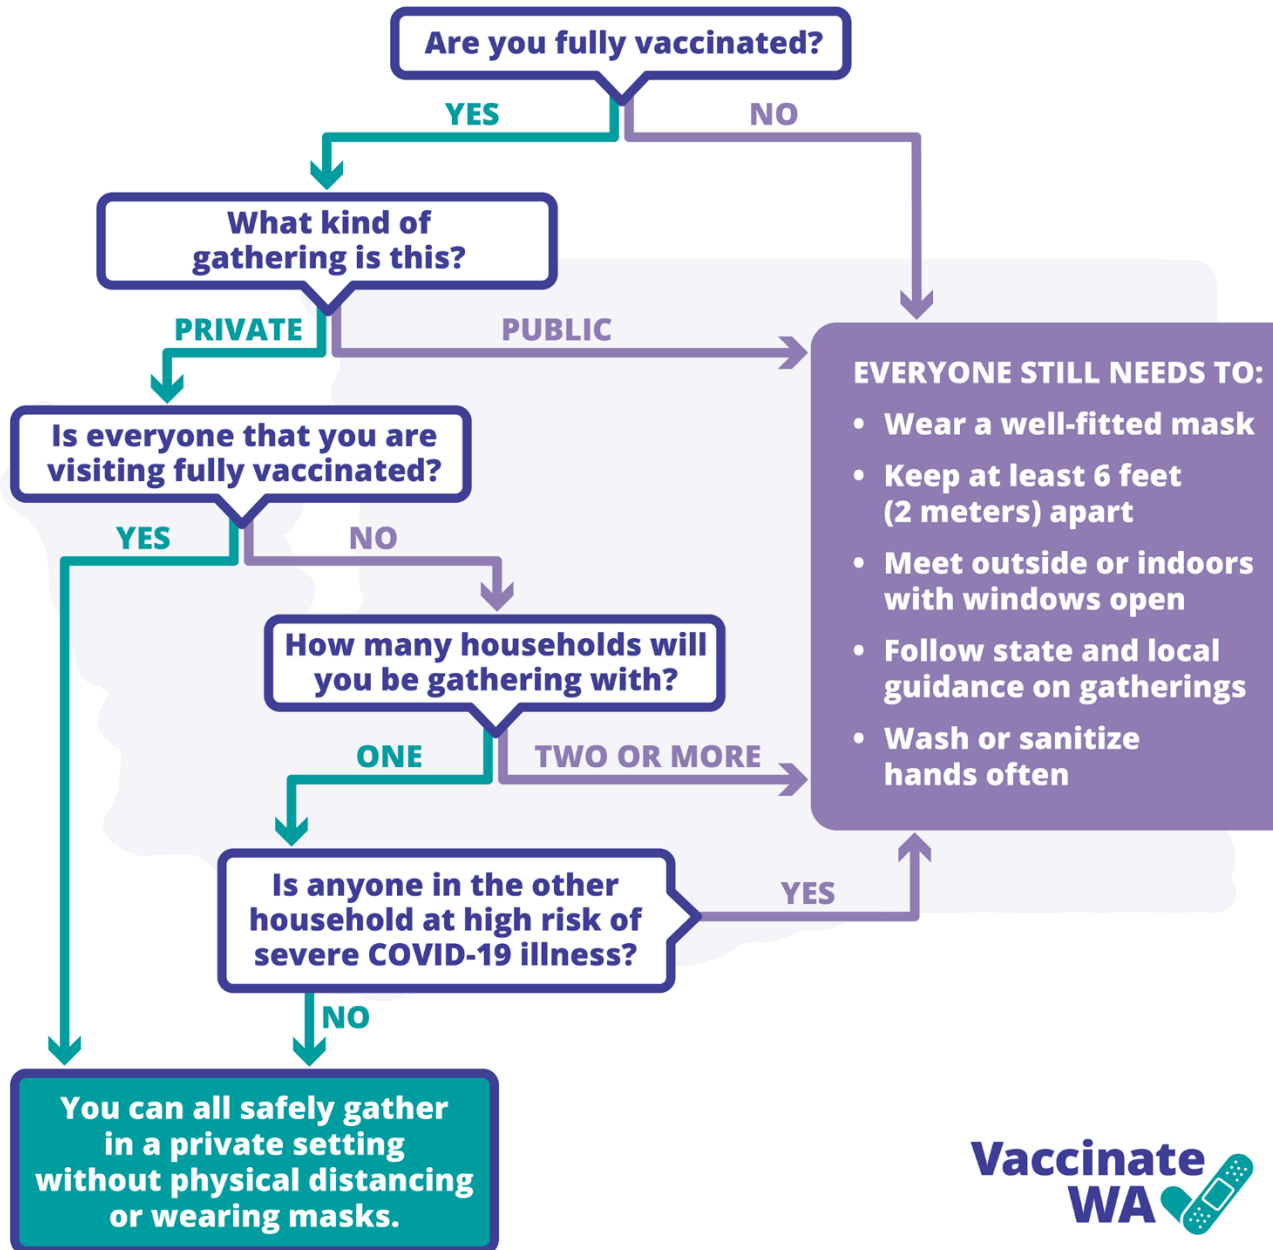 Are you fully vaccinated?
YES
NO
What kind of
gathering is this?
PRIVATE
PUBLIC
EVERYONE STILL NEEDS TO:
• Wear a well-fitted mask
• Keep at least 6 feet
(2 meters) apart
• Meet outside or indoors
with windows open
• Follow state and local
guidance on gatherings
• Wash or sanitize
hands often
Is everyone that you are
visiting fully vaccinated?
YES
NO
How many households will
you be gathering with?
ONE
TWO OR MORE
Is anyone in the other
household at high risk of
severe COVID-19 illness?
YES
NO
You can all safely gather
in a private setting
without physical distancing
or wearing masks.
Vaccinate
WA